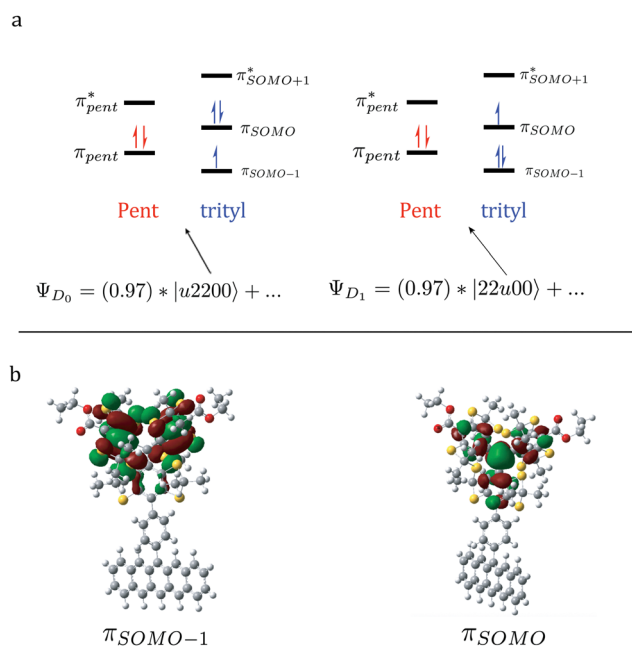 a
π*SOMO+1 π*SOMO+1
π*pent π*pent
πSOMO πSOMO
πpent πpent
πSOMO−1 πSOMO−1
Pent trityl Pent trityl
ΨD0 = (0.97) * |u2200⟩ + ... ΨD1 = (0.97) * |22u00⟩ + ...
b
πSOMO−1 πSOMO